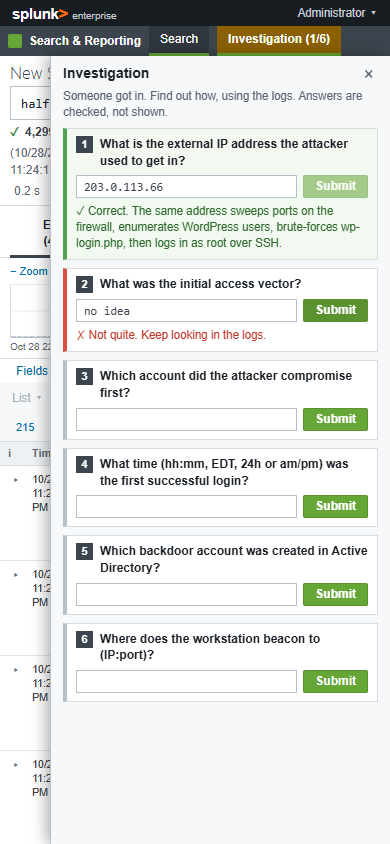 splunk> enterprise
Administrator
Search & Reporting
Search
Investigation (1/6)
New S
half
✓ 4,29
(10/28/2
11:24:1
0.2 s
E
(4
– Zoom
Oct 28 22
Fields
List
215
i Tim
10/2
11:2
PM
10/2
11:2
PM
10/2
11:2
PM
10/2
11:2
PM
Investigation
×
Someone got in. Find out how, using the logs. Answers are
checked, not shown.
1 What is the external IP address the attacker
used to get in?
203.0.113.66
Submit
✓ Correct. The same address sweeps ports on the
firewall, enumerates WordPress users, brute-forces wp-
login.php, then logs in as root over SSH.
2 What was the initial access vector?
no idea
Submit
✗ Not quite. Keep looking in the logs.
3 Which account did the attacker compromise
first?
Submit
4 What time (hh:mm, EDT, 24h or am/pm) was
the first successful login?
Submit
5 Which backdoor account was created in Active
Directory?
Submit
6 Where does the workstation beacon to
(IP:port)?
Submit